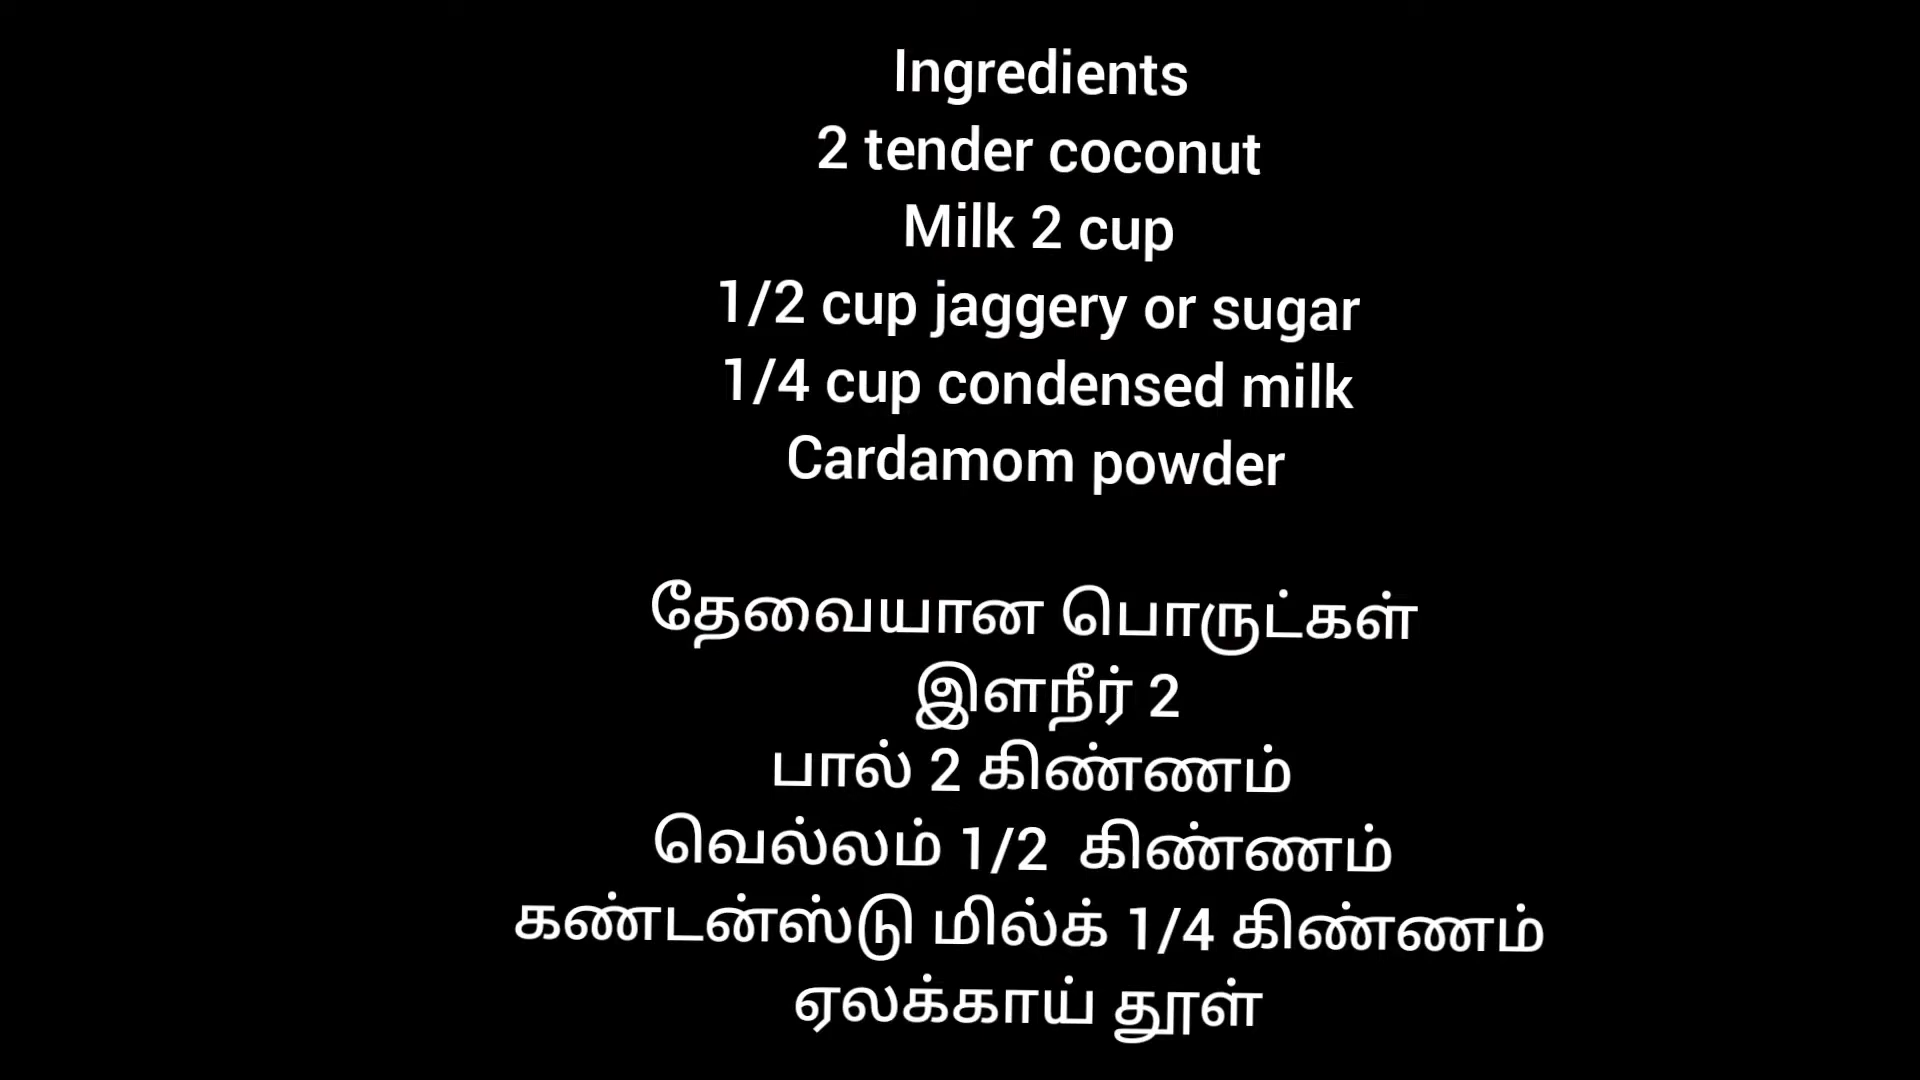 Ingredients
2 tender coconut
Milk 2 cup
1/2 cup jaggery or sugar
1/4 cup condensed milk
Cardamom powder
தேவையான பொருட்கள்
இளநீர் 2
பால் 2 கிண்ணம்
வெல்லம் 1/2 கிண்ணம்
கண்டன்ஸ்டு மில்க் 1/4 கிண்ணம்
ஏலக்காய் தூள்